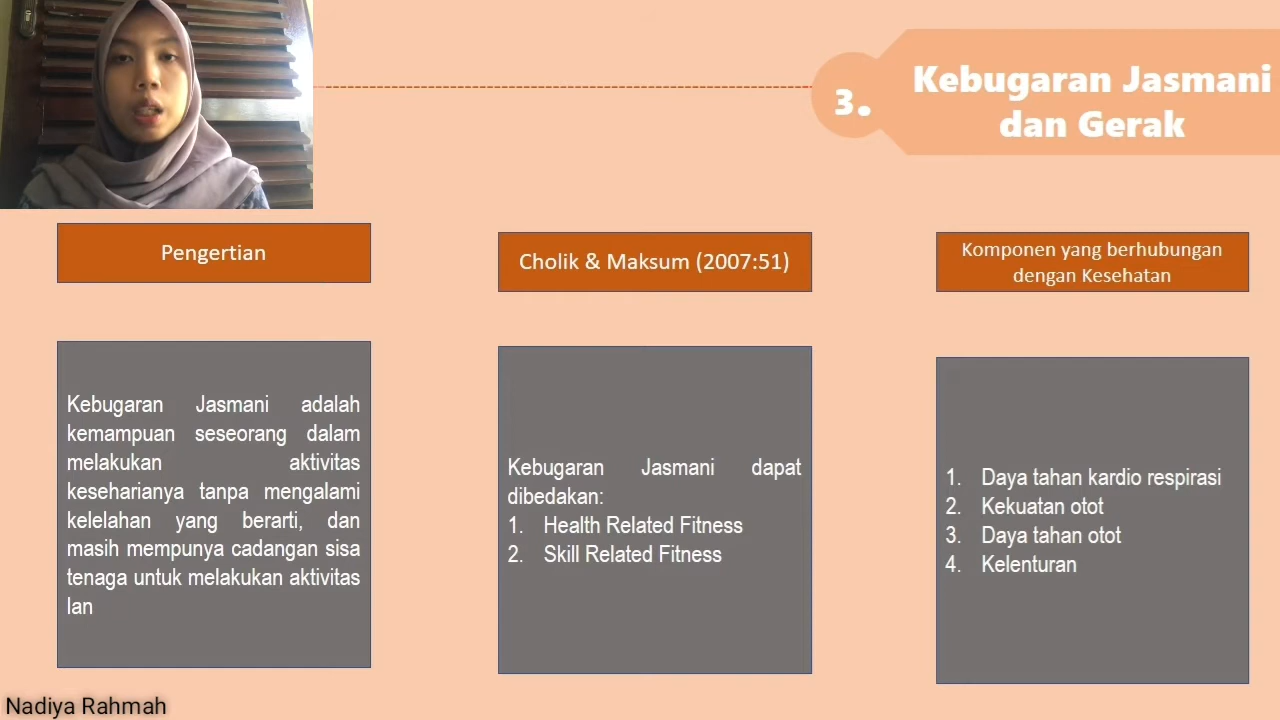 3.
Kebugaran Jasmani
dan Gerak
Pengertian
Kebugaran Jasmani adalah
kemampuan seseorang dalam
melakukan aktivitas
keseharianya tanpa mengalami
kelelahan yang berarti, dan
masih mempunya cadangan sisa
tenaga untuk melakukan aktivitas
lan
Cholik & Maksum (2007:51)
Kebugaran Jasmani dapat
dibedakan:
1. Health Related Fitness
2. Skill Related Fitness
Komponen yang berhubungan
dengan Kesehatan
1. Daya tahan kardio respirasi
2. Kekuatan otot
3. Daya tahan otot
4. Kelenturan
Nadiya Rahmah